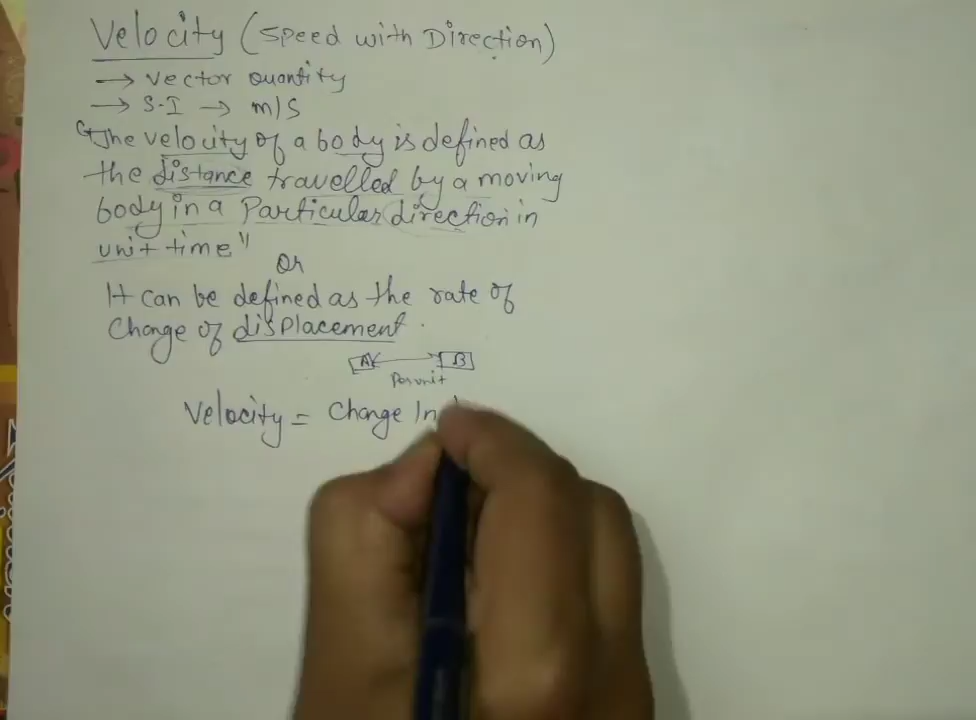 Velocity (Speed with Direction)
→ Vector quantity
→ S.I → m/s
"The velocity of a body is defined as
the distance travelled by a moving
body in a Particular direction in
unit time"
or
It can be defined as the rate of
Change of displacement.
A B
Per unit
Velocity = Change In